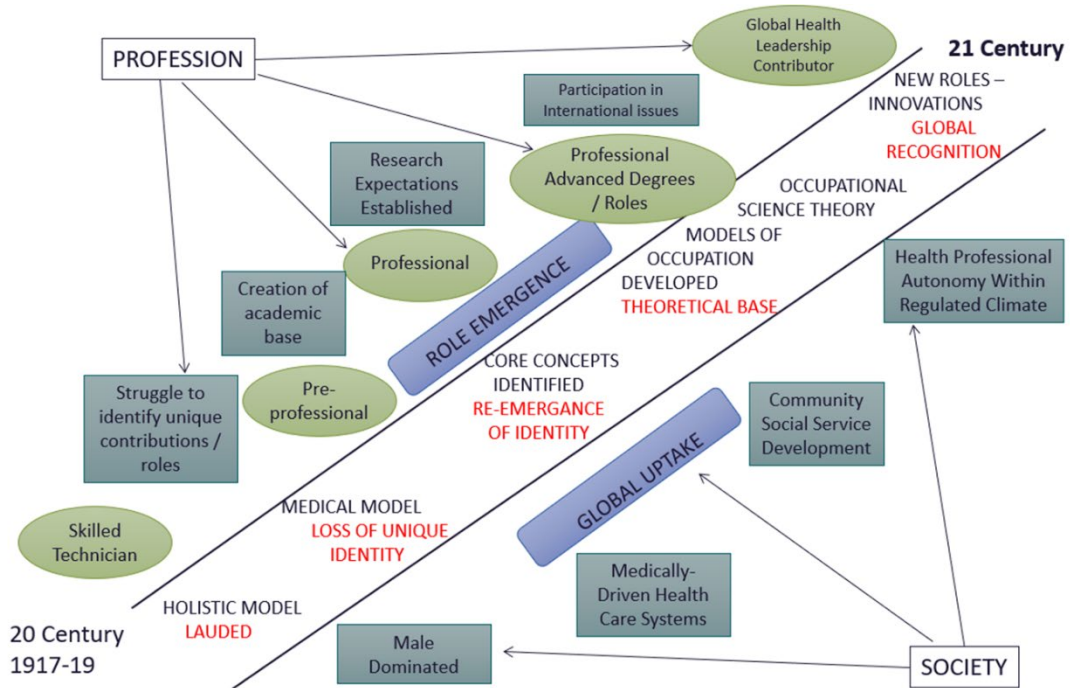 PROFESSION
Global Health
Leadership
Contributor
21 Century
NEW ROLES –
INNOVATIONS
GLOBAL
RECOGNITION
Participation in
International issues
Research
Expectations
Established
Professional
Advanced Degrees
/ Roles
OCCUPATIONAL
SCIENCE THEORY
MODELS OF
OCCUPATION
DEVELOPED
THEORETICAL BASE
Professional
ROLE EMERGENCE
Health Professional
Autonomy Within
Regulated Climate
Creation of
academic
base
CORE CONCEPTS
IDENTIFIED
RE-EMERGANCE
OF IDENTITY
Pre-
professional
Struggle to
identify unique
contributions /
roles
Community
Social Service
Development
GLOBAL UPTAKE
MEDICAL MODEL
LOSS OF UNIQUE
IDENTITY
Skilled
Technician
Medically-
Driven Health
Care Systems
HOLISTIC MODEL
LAUDED
20 Century
1917-19
Male
Dominated
SOCIETY